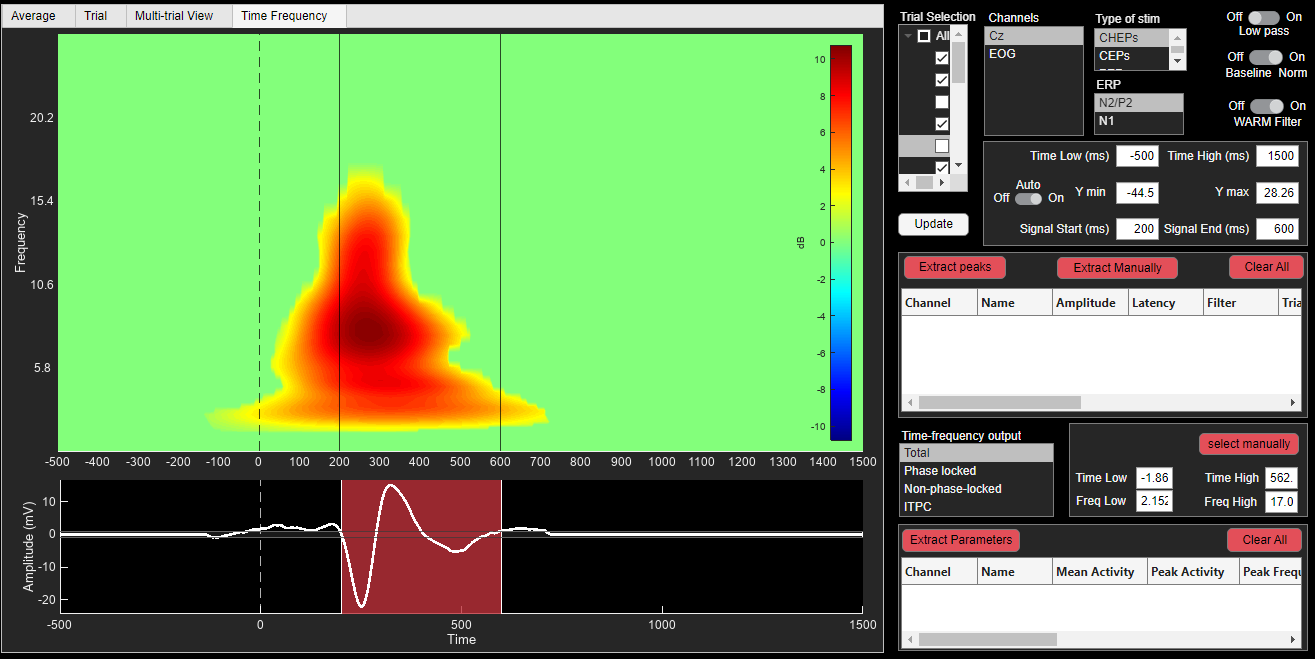 Average Trial Multi-trial View Time Frequency
Frequency
20.2
15.4
10.6
5.8
-500 -400 -300 -200 -100 0 100 200 300 400 500 600 700 800 900 1000 1100 1200 1300 1400 1500
10
8
6
4
2
0
-2
-4
-6
-8
-10
dB
Amplitude (mV)
10
0
-10
-20
-500 0 500 1000 1500
Time
Trial Selection
All
Channels
Cz
EOG
Type of stim
CHEPs
CEPs
ERP
N2/P2
N1
Off On
Low pass
Off On
Baseline Norm
Off On
WARM Filter
Time Low (ms) -500 Time High (ms) 1500
Auto
Off On
Y min -44.5 Y max 28.26
Signal Start (ms) 200 Signal End (ms) 600
Update
Extract peaks Extract Manually Clear All
Channel Name Amplitude Latency Filter Tria
Time-frequency output
Total
Phase locked
Non-phase-locked
ITPC
select manually
Time Low -1.86 Time High 562.
Freq Low 2.152 Freq High 17.0
Extract Parameters Clear All
Channel Name Mean Activity Peak Activity Peak Frequ